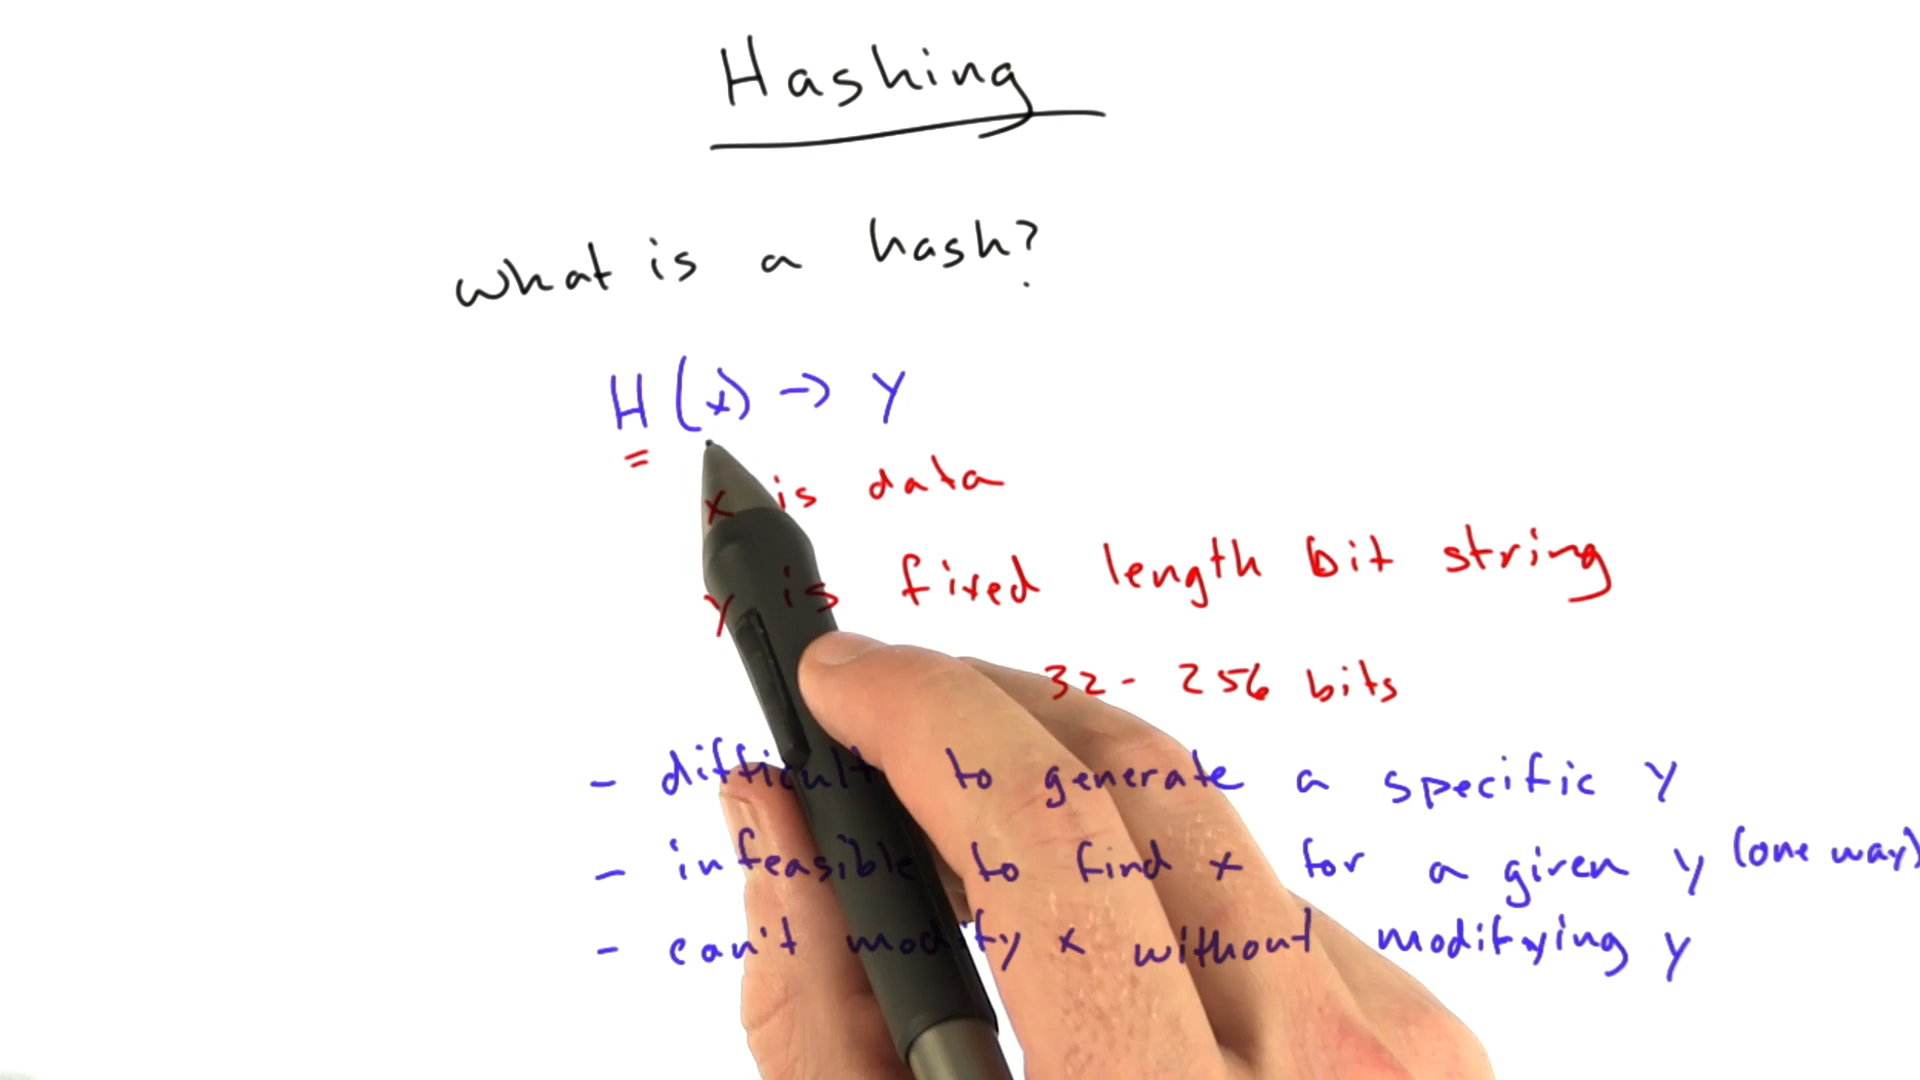 Hashing
what is a hash?
H(x) → y
x is data
y is fixed length bit string
32 - 256 bits
- difficult to generate a specific y
- infeasible to find x for a given y (one way)
- can't modify x without modifying y